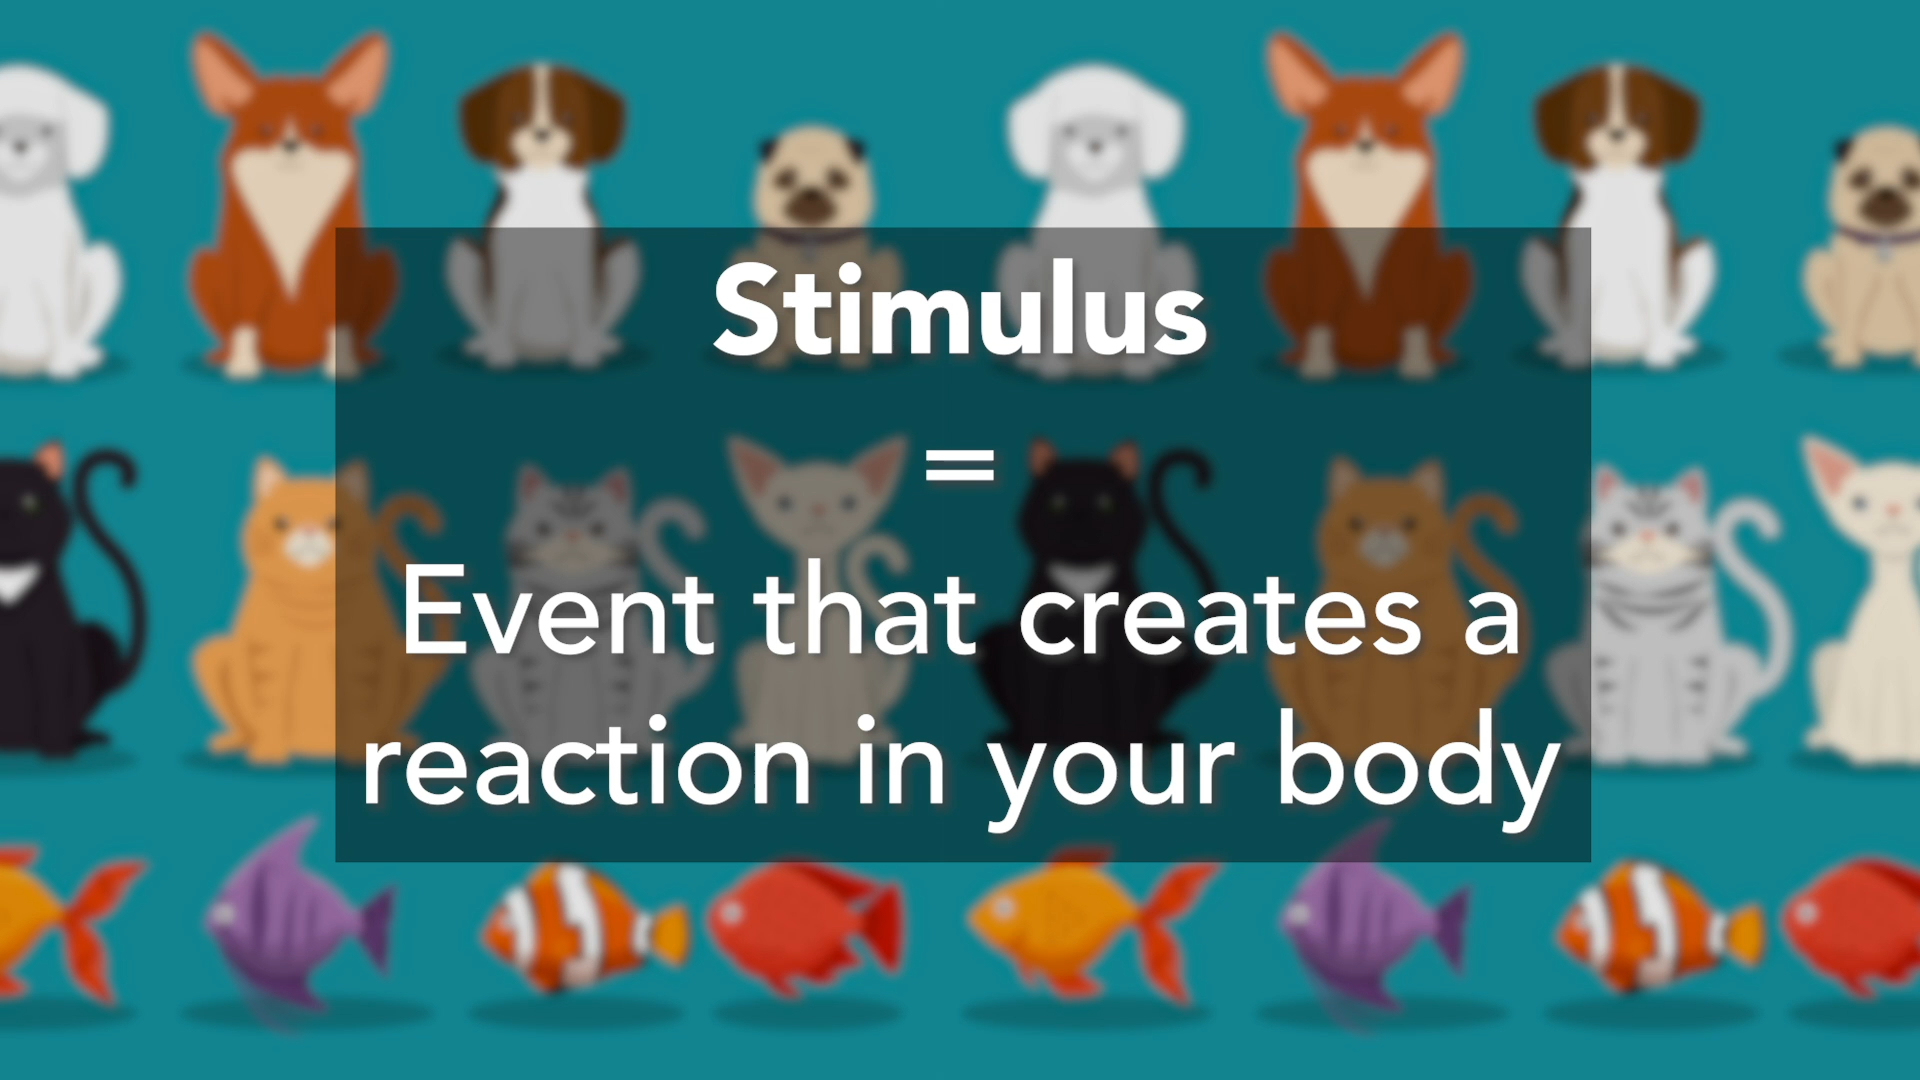 Stimulus
=
Event that creates a
reaction in your body